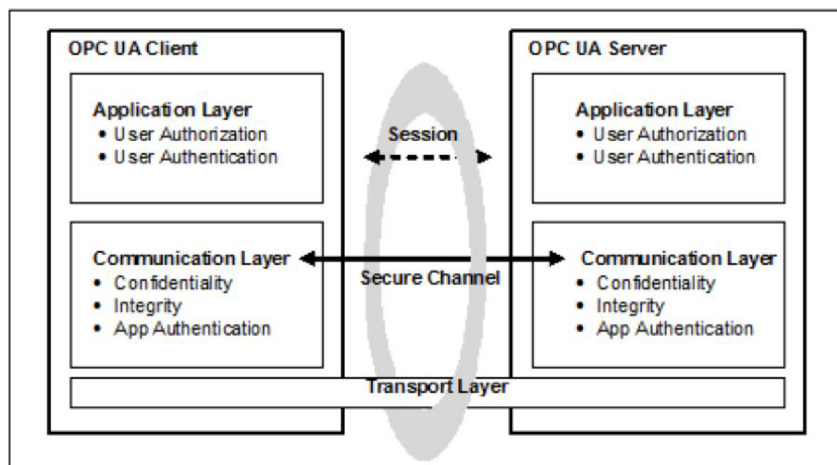 OPC UA Client
Application Layer
• User Authorization
• User Authentication
Communication Layer
• Confidentiality
• Integrity
• App Authentication
Session
Secure Channel
Transport Layer
OPC UA Server
Application Layer
• User Authorization
• User Authentication
Communication Layer
• Confidentiality
• Integrity
• App Authentication